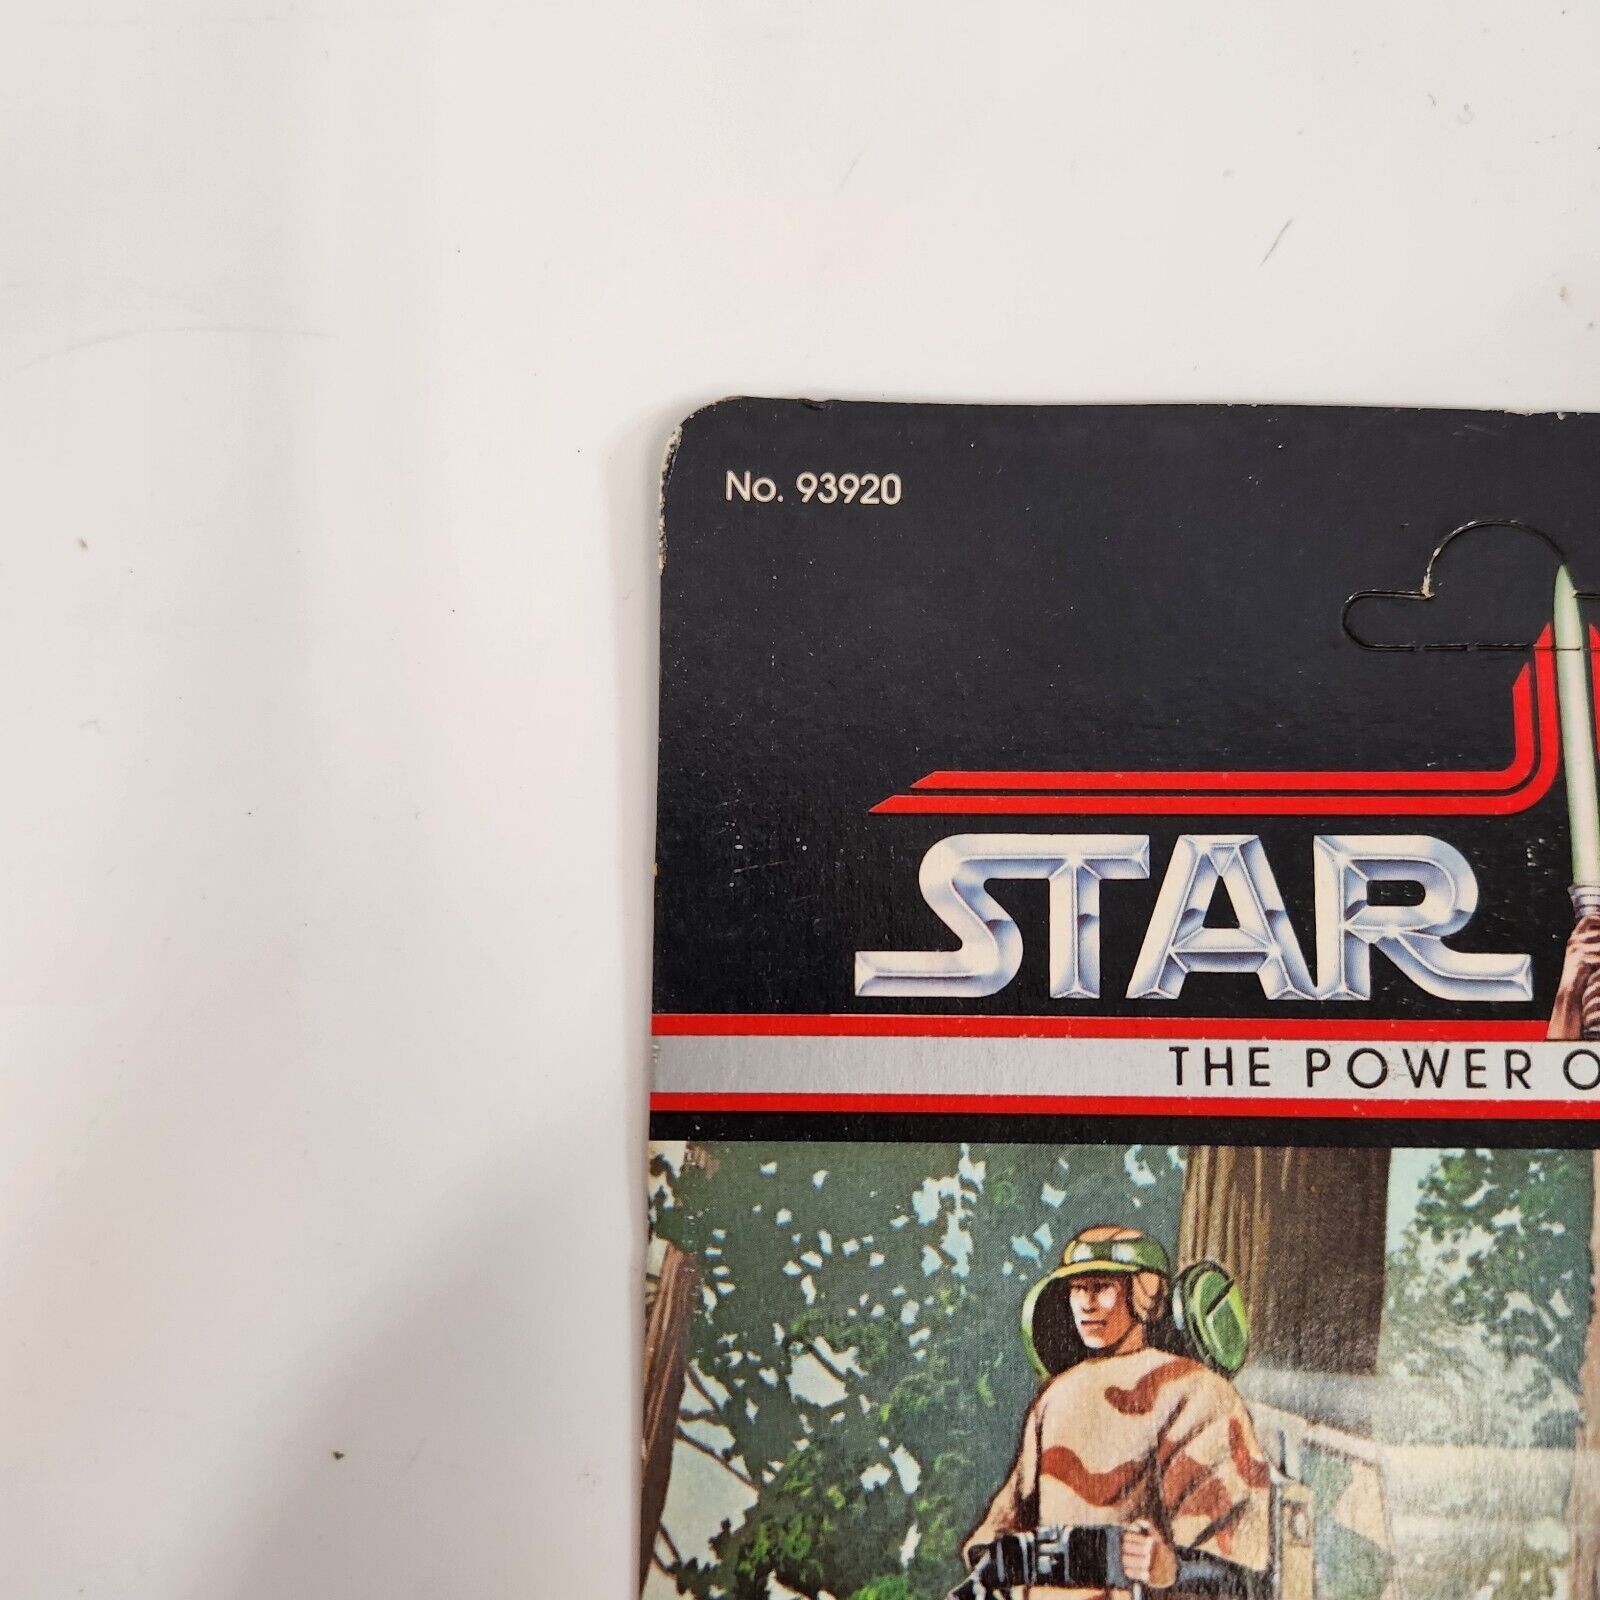 No. 93920
STAR
THE POWER O